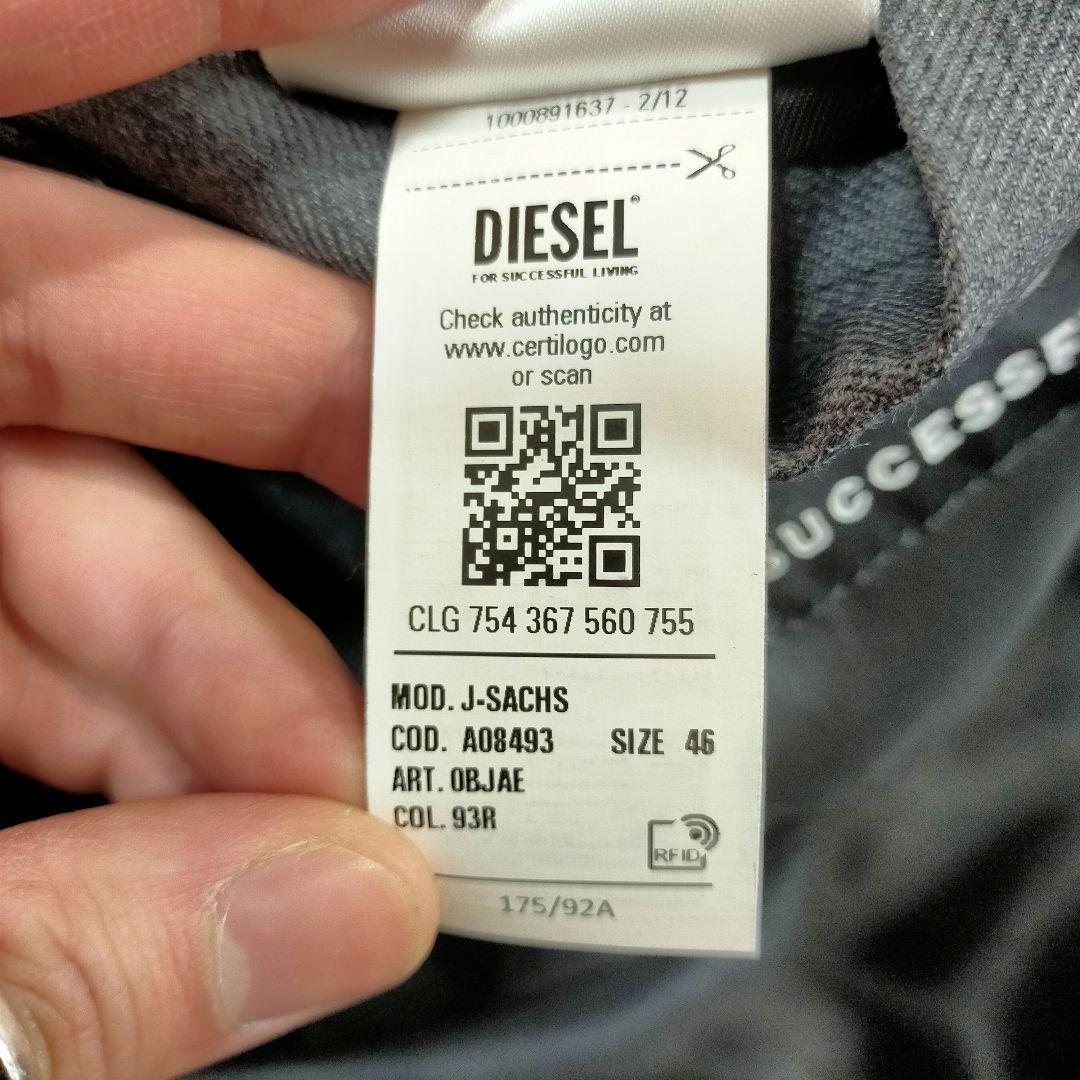 1000891637 - 2/12
DIESEL®
FOR SUCCESSFUL LIVING
Check authenticity at
www.certilogo.com
or scan
CLG 754 367 560 755
MOD. J-SACHS
COD. A08493 SIZE 46
ART. 0BJAE
COL. 93R
RFID
175/92A
SUCCESSF